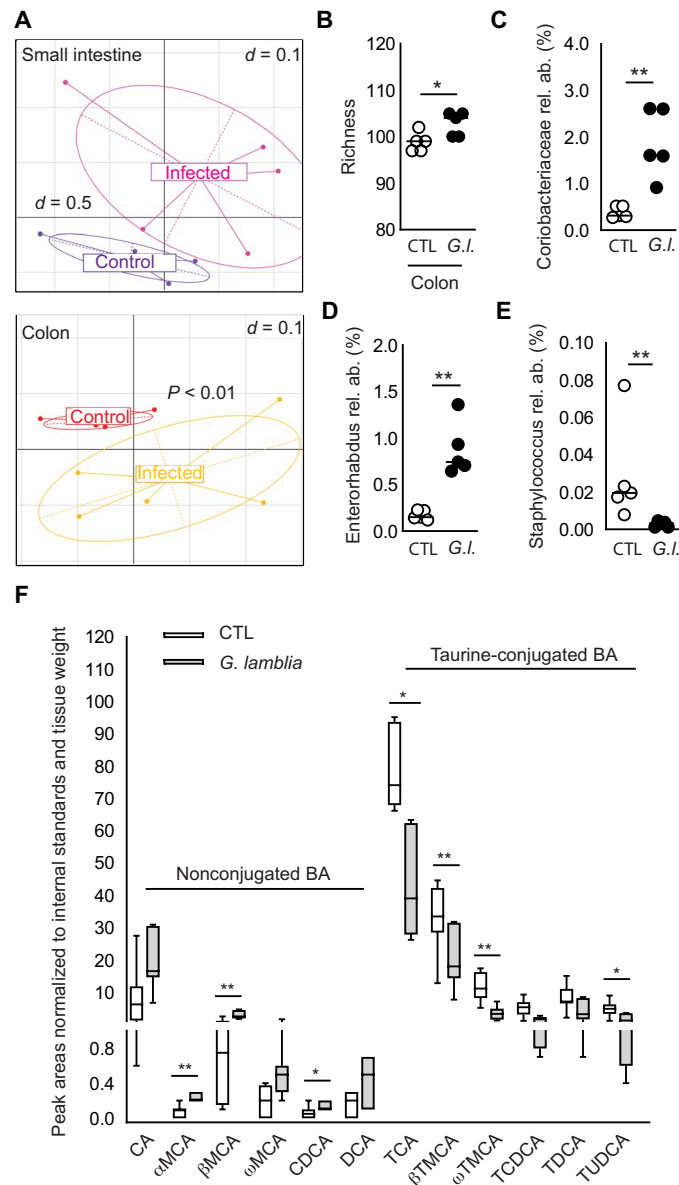 A
Small intestine
d = 0.1
Infected
d = 0.5
Control
Colon
d = 0.1
P < 0.01
Control
Infected
B
Richness
120
110
100
90
80
*
CTL G.l.
Colon
C
Coriobacteriaceae rel. ab. (%)
4.0
3.0
2.0
1.0
0.0
**
CTL G.l.
D
Enterorhabdus rel. ab. (%)
2.0
1.5
1.0
0.5
0.0
**
CTL G.l.
E
Staphylococcus rel. ab. (%)
0.10
0.08
0.06
0.04
0.02
0.00
**
CTL G.l.
F
Peak areas normalized to internal standards and tissue weight
120
110
100
90
80
70
60
50
40
30
20
10
0.8
0.4
0.0
CTL
G. lamblia
Nonconjugated BA
Taurine-conjugated BA
**
**
*
*
**
**
*
CA
αMCA
βMCA
ωMCA
CDCA
DCA
TCA
βTMCA
ωTMCA
TCDCA
TDCA
TUDCA